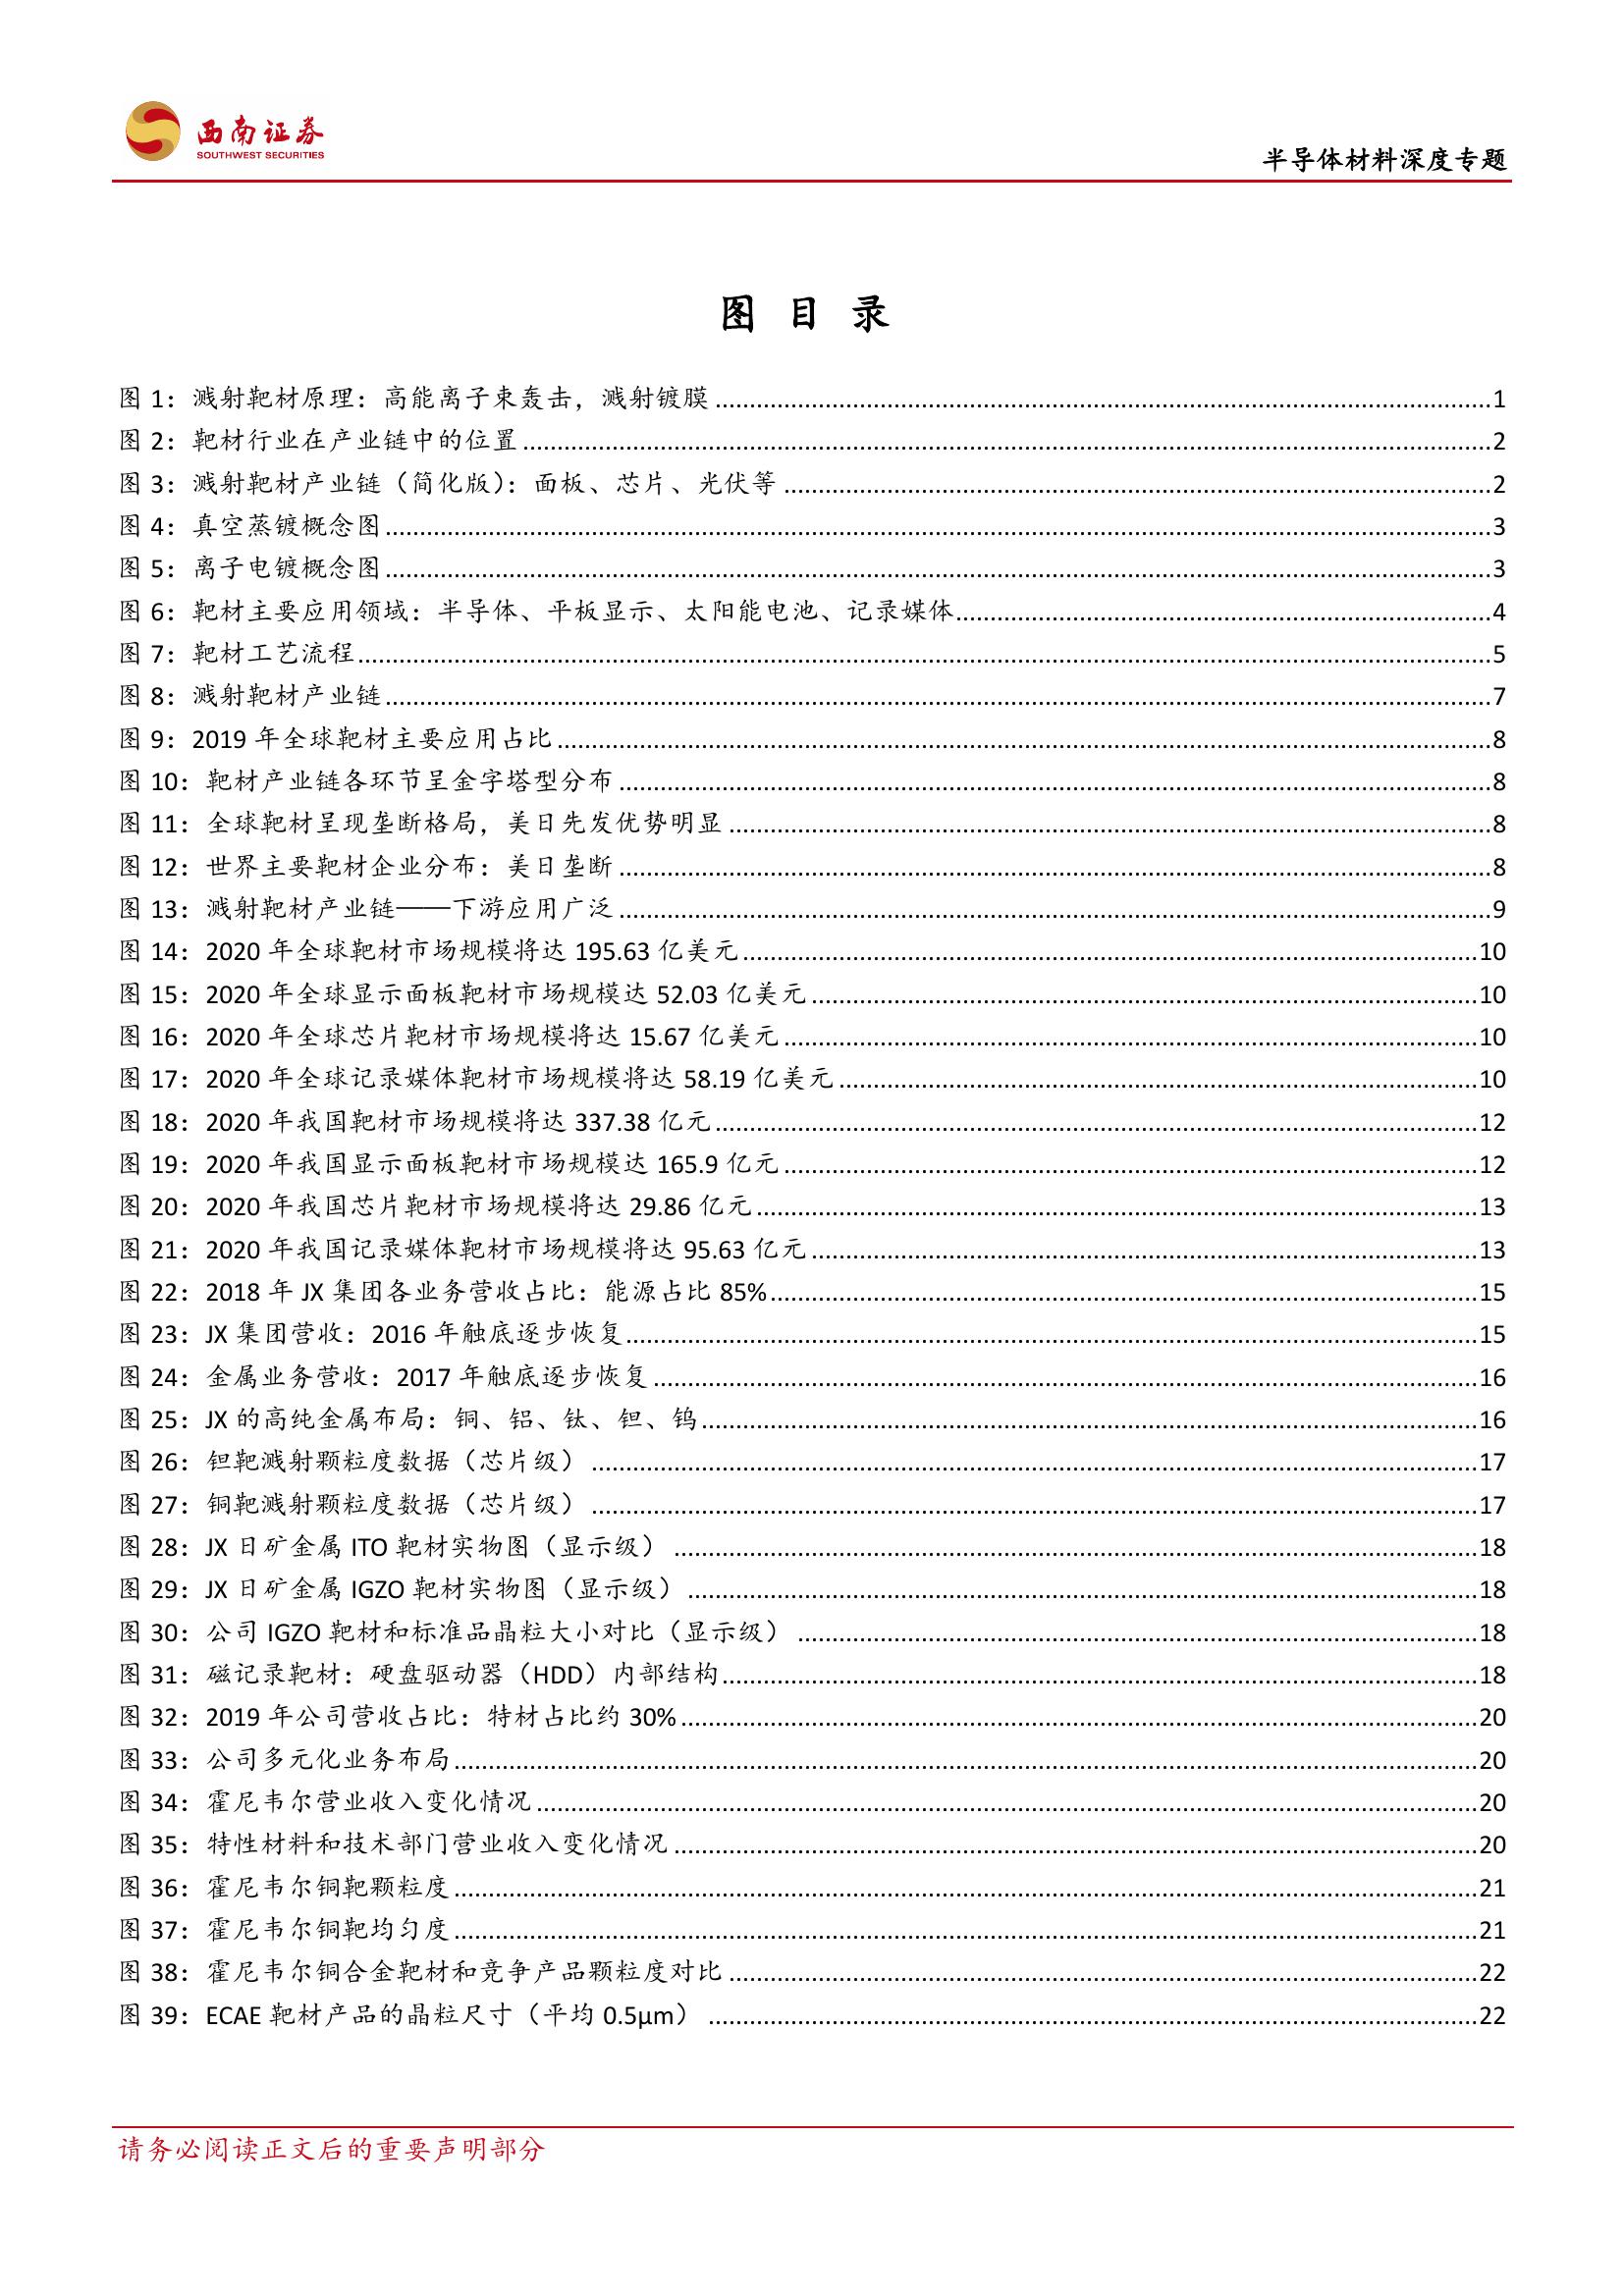 西南证券
SOUTHWEST SECURITIES
半导体材料深度专题
图 目 录
图 1：溅射靶材原理：高能离子束轰击，溅射镀膜 ........ 1
图 2：靶材行业在产业链中的位置 ........ 2
图 3：溅射靶材产业链（简化版）：面板、芯片、光伏等 ........ 2
图 4：真空蒸镀概念图 ........ 3
图 5：离子电镀概念图 ........ 3
图 6：靶材主要应用领域：半导体、平板显示、太阳能电池、记录媒体 ........ 4
图 7：靶材工艺流程 ........ 5
图 8：溅射靶材产业链 ........ 7
图 9：2019 年全球靶材主要应用占比 ........ 8
图 10：靶材产业链各环节呈金字塔型分布 ........ 8
图 11：全球靶材呈现垄断格局，美日先发优势明显 ........ 8
图 12：世界主要靶材企业分布：美日垄断 ........ 8
图 13：溅射靶材产业链——下游应用广泛 ........ 9
图 14：2020 年全球靶材市场规模将达 195.63 亿美元 ........ 10
图 15：2020 年全球显示面板靶材市场规模达 52.03 亿美元 ........ 10
图 16：2020 年全球芯片靶材市场规模将达 15.67 亿美元 ........ 10
图 17：2020 年全球记录媒体靶材市场规模将达 58.19 亿美元 ........ 10
图 18：2020 年我国靶材市场规模将达 337.38 亿元 ........ 12
图 19：2020 年我国显示面板靶材市场规模达 165.9 亿元 ........ 12
图 20：2020 年我国芯片靶材市场规模将达 29.86 亿元 ........ 13
图 21：2020 年我国记录媒体靶材市场规模将达 95.63 亿元 ........ 13
图 22：2018 年 JX 集团各业务营收占比：能源占比 85% ........ 15
图 23：JX 集团营收：2016 年触底逐步恢复 ........ 15
图 24：金属业务营收：2017 年触底逐步恢复 ........ 16
图 25：JX 的高纯金属布局：铜、铝、钛、钽、钨 ........ 16
图 26：钽靶溅射颗粒度数据（芯片级） ........ 17
图 27：铜靶溅射颗粒度数据（芯片级） ........ 17
图 28：JX 日矿金属 ITO 靶材实物图（显示级） ........ 18
图 29：JX 日矿金属 IGZO 靶材实物图（显示级） ........ 18
图 30：公司 IGZO 靶材和标准品晶粒大小对比（显示级） ........ 18
图 31：磁记录靶材：硬盘驱动器（HDD）内部结构 ........ 18
图 32：2019 年公司营收占比：特材占比约 30% ........ 20
图 33：公司多元化业务布局 ........ 20
图 34：霍尼韦尔营业收入变化情况 ........ 20
图 35：特性材料和技术部门营业收入变化情况 ........ 20
图 36：霍尼韦尔铜靶颗粒度 ........ 21
图 37：霍尼韦尔铜靶均匀度 ........ 21
图 38：霍尼韦尔铜合金靶材和竞争产品颗粒度对比 ........ 22
图 39：ECAE 靶材产品的晶粒尺寸（平均 0.5μm） ........ 22
请务必阅读正文后的重要声明部分